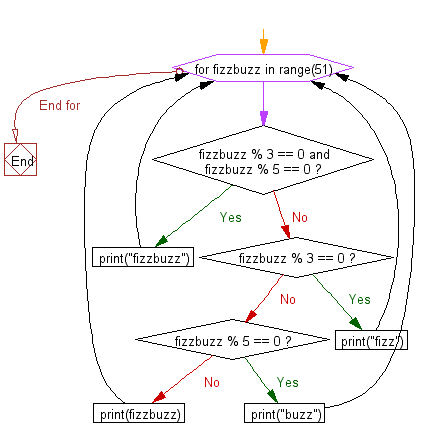 for fizzbuzz in range(51)
End for
End
fizzbuzz % 3 == 0 and
fizzbuzz % 5 == 0 ?
Yes
No
print("fizzbuzz")
fizzbuzz % 3 == 0 ?
No
Yes
fizzbuzz % 5 == 0 ?
print("fizz")
No
Yes
print(fizzbuzz)
print("buzz")